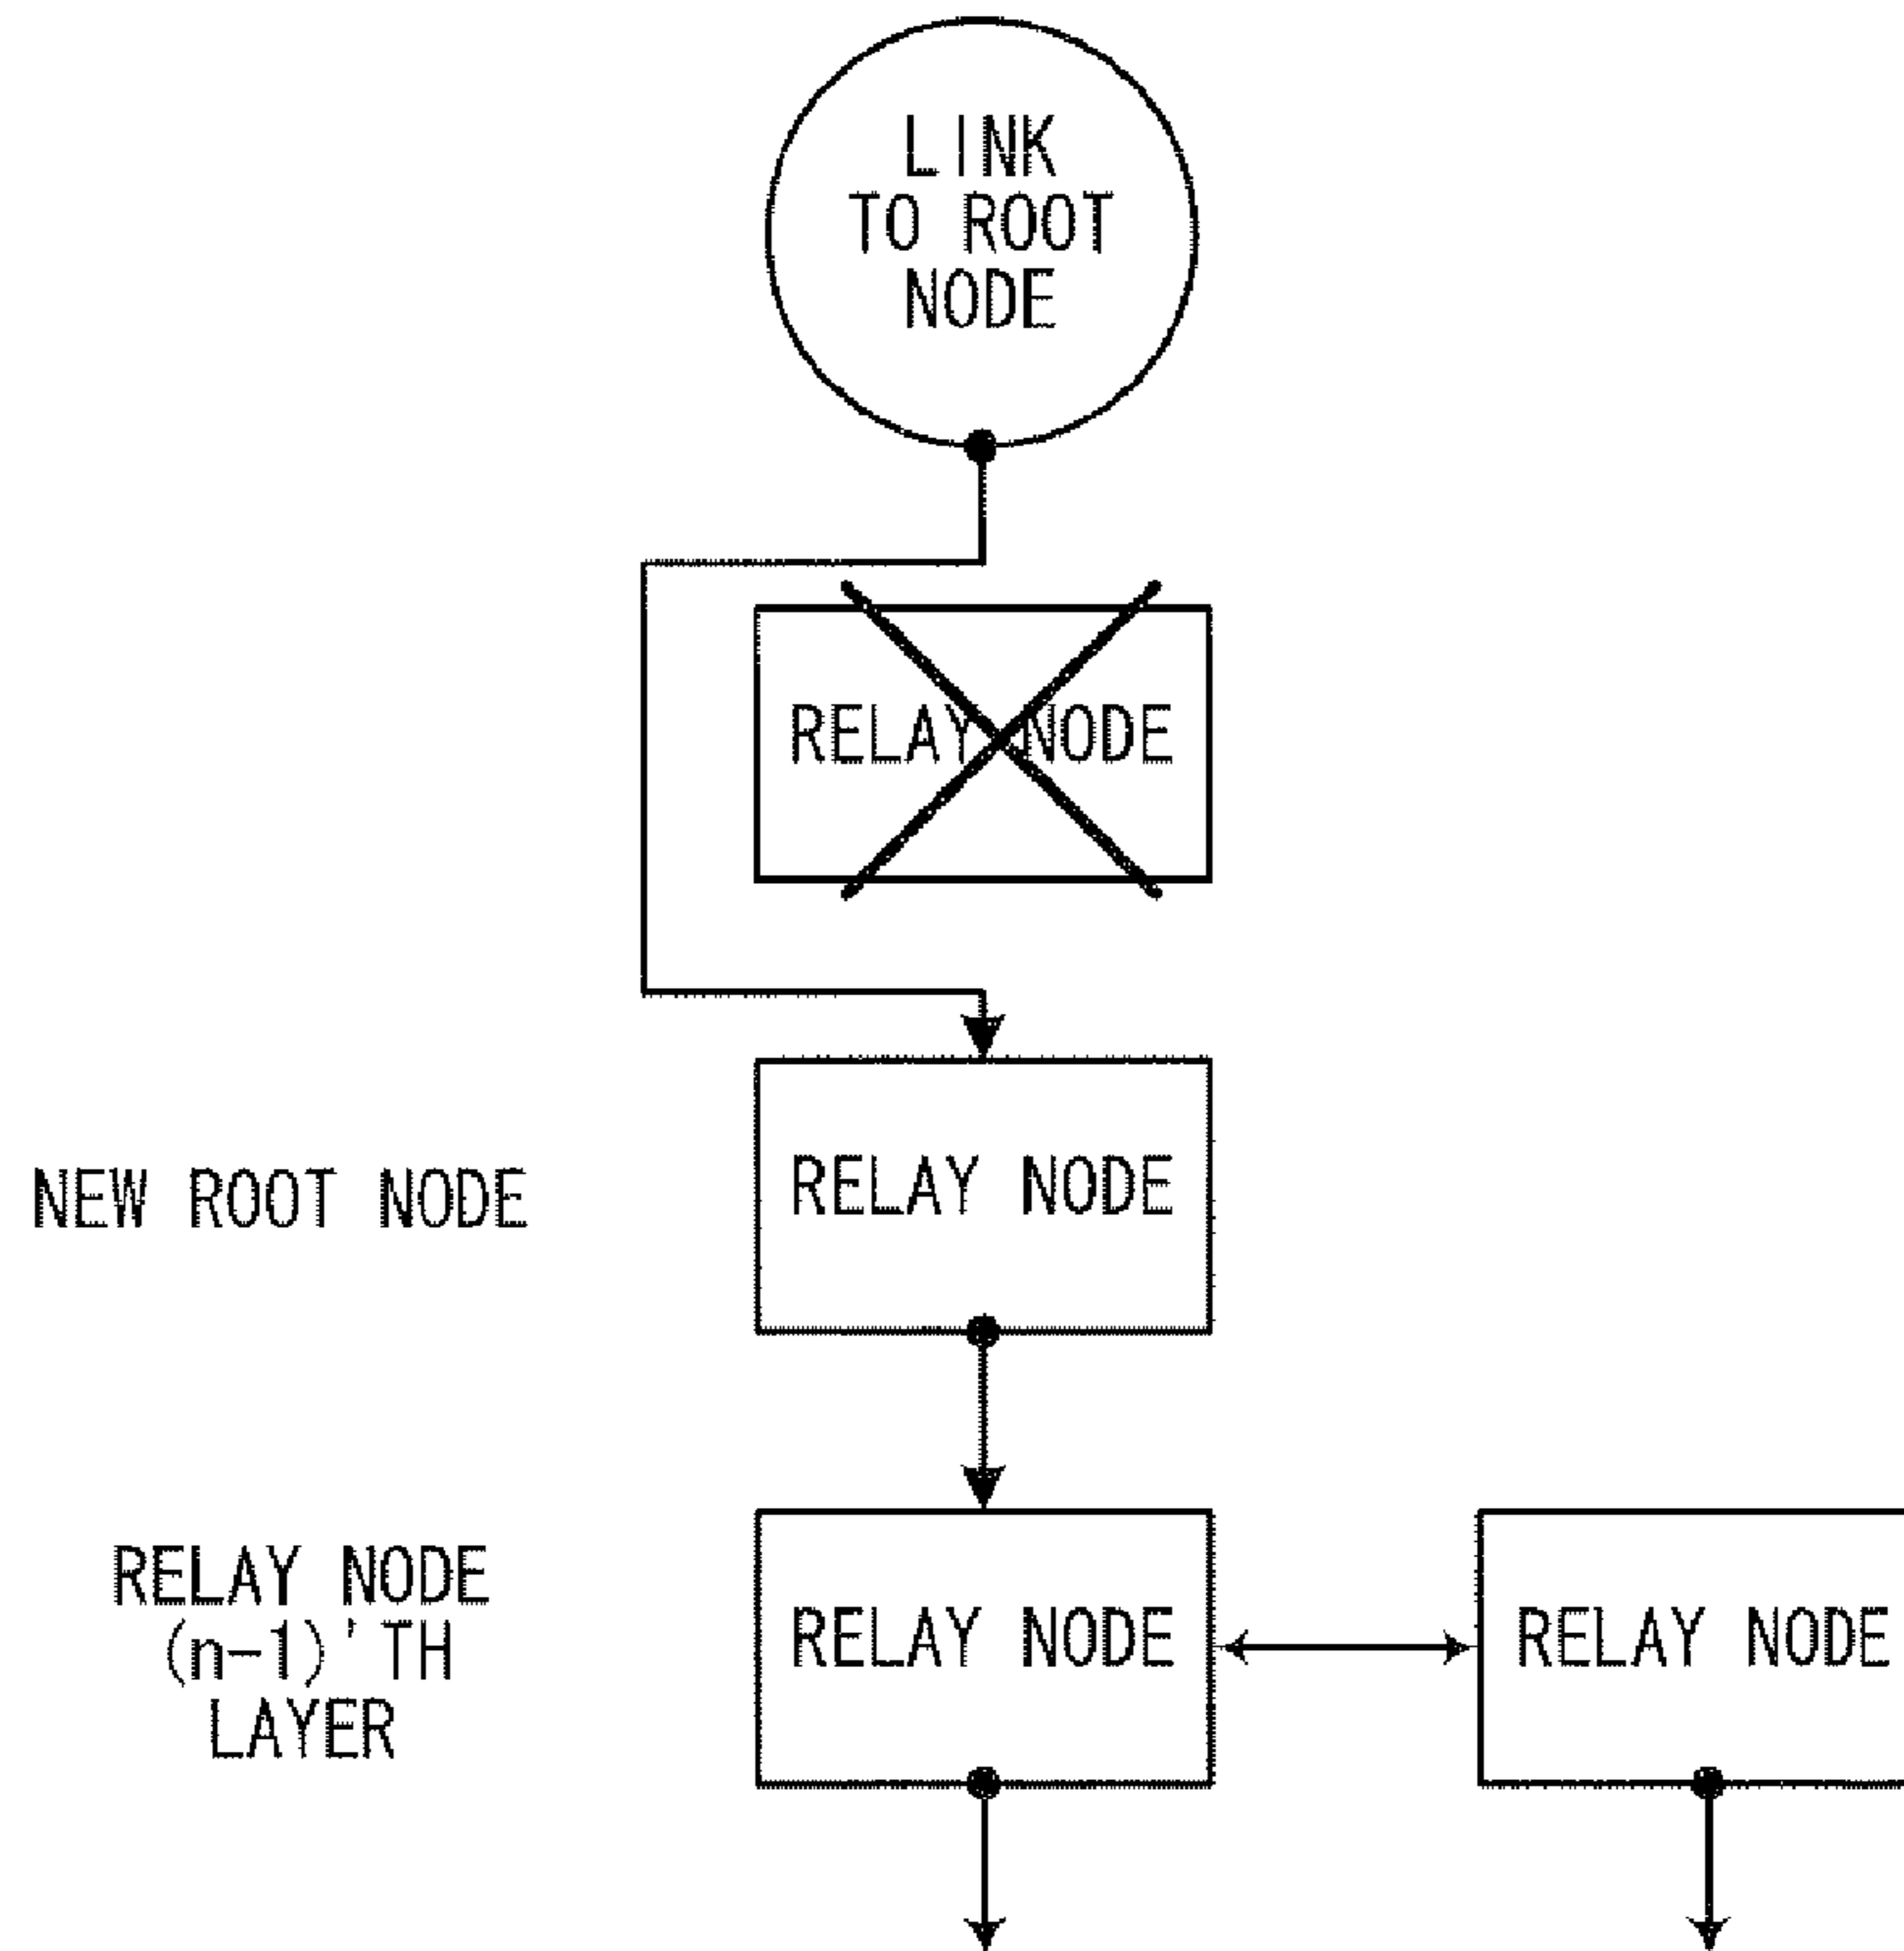 LINK
TO ROOT
NODE
RELAY NODE
NEW ROOT NODE
RELAY NODE
RELAY NODE
(n-1)'TH
LAYER
RELAY NODE
RELAY NODE